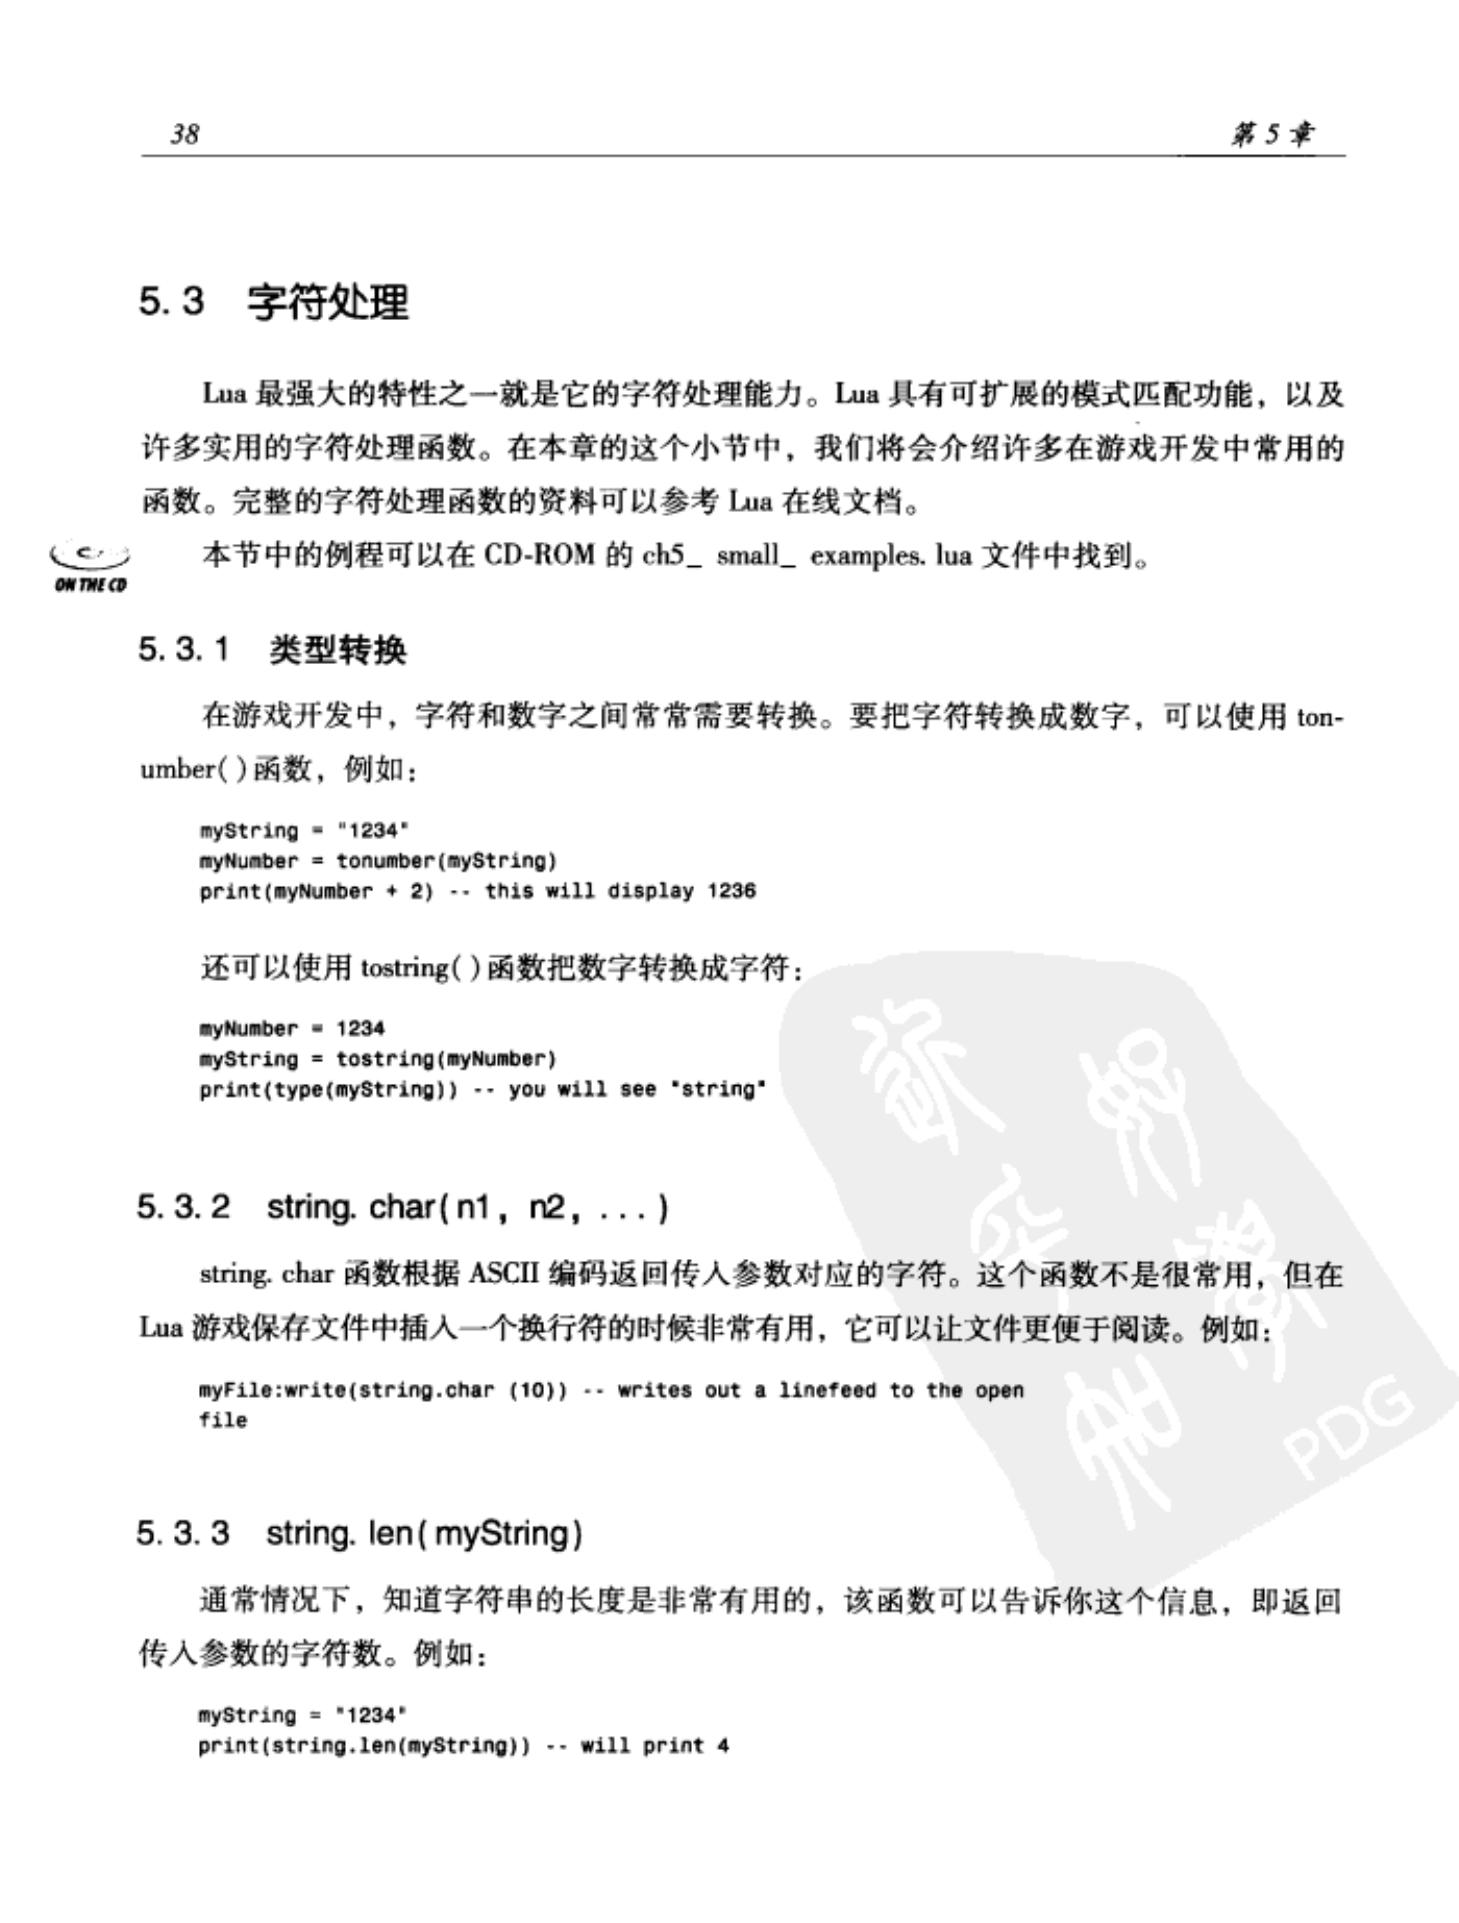 38
第 5 章
5. 3 字符处理
Lua 最强大的特性之一就是它的字符处理能力。Lua 具有可扩展的模式匹配功能，以及
许多实用的字符处理函数。在本章的这个小节中，我们将会介绍许多在游戏开发中常用的
函数。完整的字符处理函数的资料可以参考 Lua 在线文档。
本节中的例程可以在 CD-ROM 的 ch5_ small_ examples. lua 文件中找到。
ON THE CD
5. 3. 1 类型转换
在游戏开发中，字符和数字之间常常需要转换。要把字符转换成数字，可以使用 ton-
umber( )函数，例如：
myString = "1234"
myNumber = tonumber(myString)
print(myNumber + 2) -- this will display 1236
还可以使用 tostring( )函数把数字转换成字符：
myNumber = 1234
myString = tostring(myNumber)
print(type(myString)) -- you will see "string"
5. 3. 2 string. char( n1, n2, ... )
string. char 函数根据 ASCII 编码返回传入参数对应的字符。这个函数不是很常用，但在
Lua 游戏保存文件中插入一个换行符的时候非常有用，它可以让文件更便于阅读。例如：
myFile:write(string.char (10)) -- writes out a linefeed to the open
file
PDG
5. 3. 3 string. len( myString)
通常情况下，知道字符串的长度是非常有用的，该函数可以告诉你这个信息，即返回
传入参数的字符数。例如：
myString = "1234"
print(string.len(myString)) -- will print 4